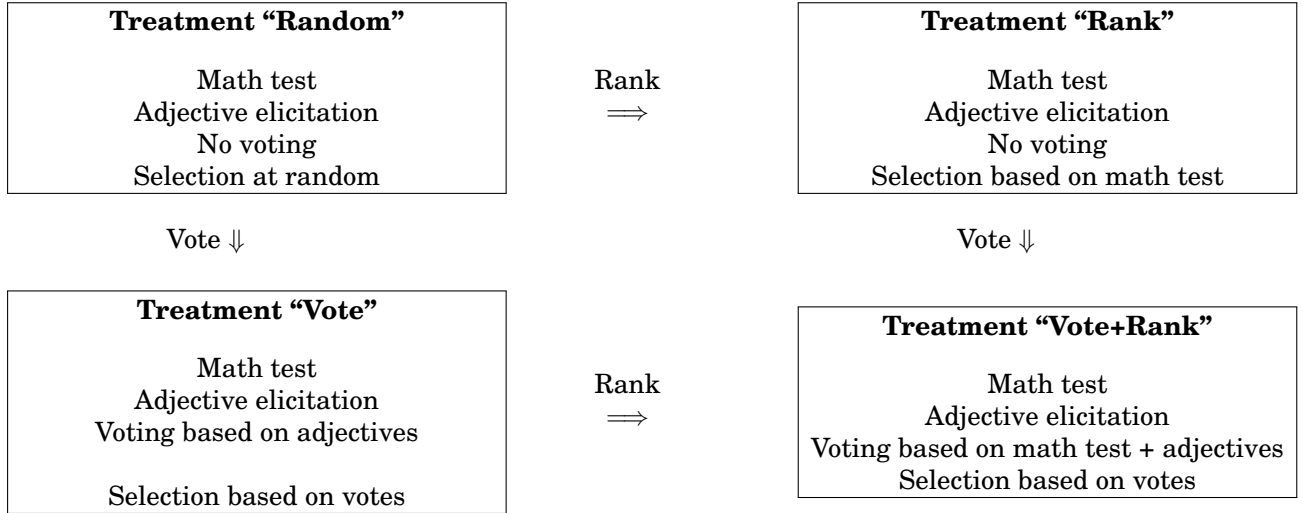 Treatment “Random”
Math test
Adjective elicitation
No voting
Selection at random
Rank
⟹
Treatment “Rank”
Math test
Adjective elicitation
No voting
Selection based on math test
Vote ⇓
Vote ⇓
Treatment “Vote”
Math test
Adjective elicitation
Voting based on adjectives
Selection based on votes
Rank
⟹
Treatment “Vote+Rank”
Math test
Adjective elicitation
Voting based on math test + adjectives
Selection based on votes